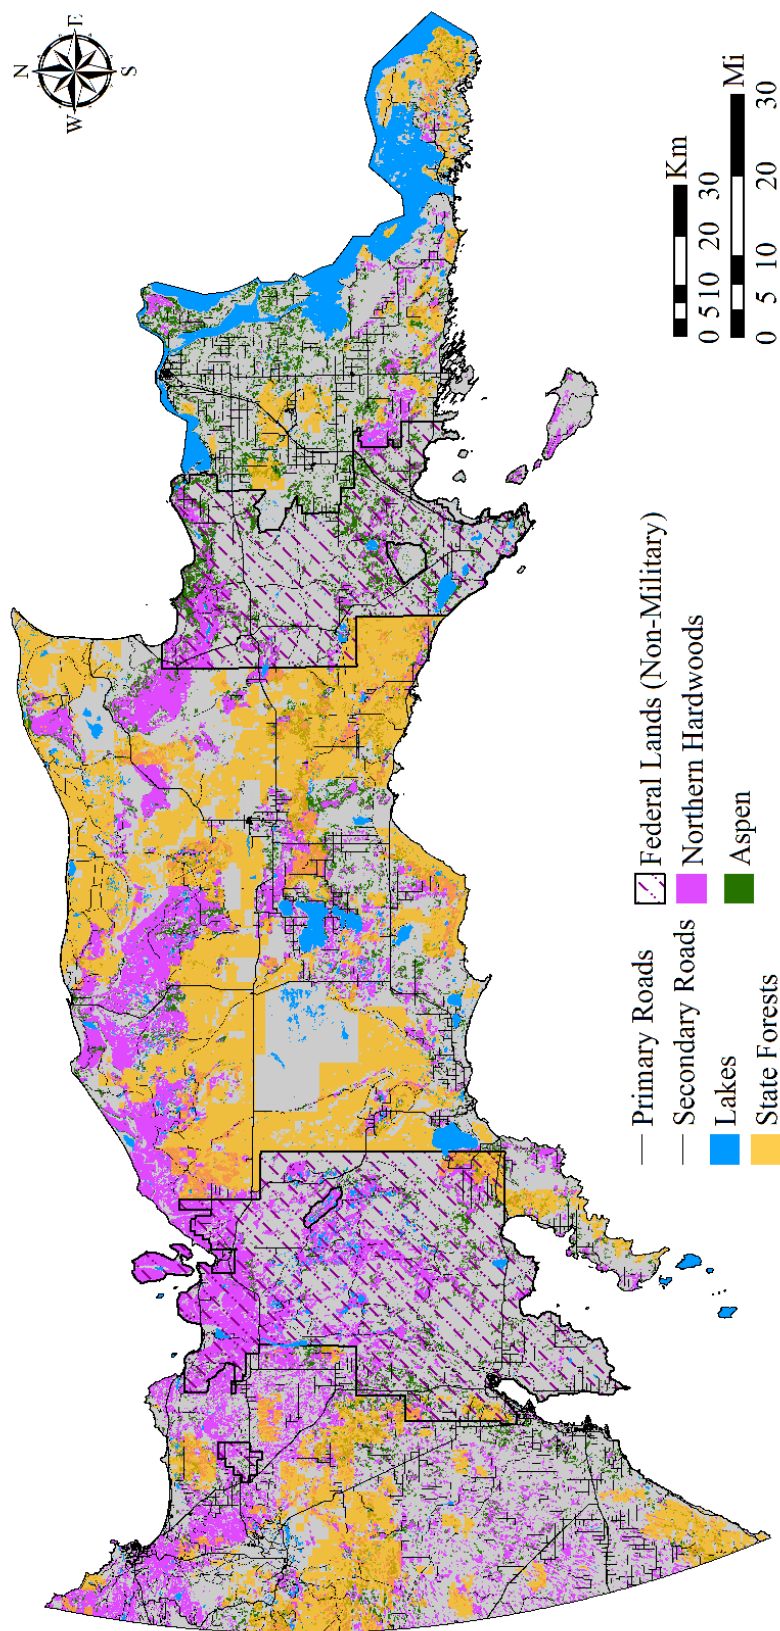 N
E
W
S
Primary Roads
Secondary Roads
Lakes
State Forests
Federal Lands (Non-Military)
Northern Hardwoods
Aspen
Km
0 5 10 20 30
Mi
0 5 10 20 30